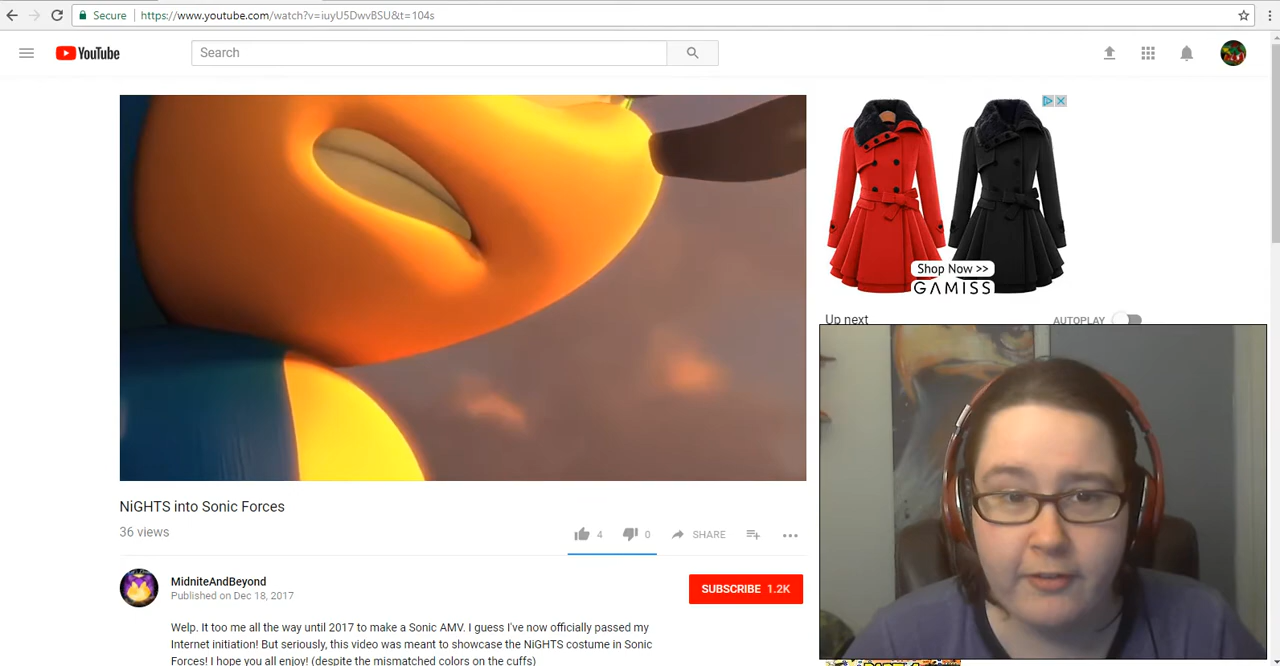 Secure
https://www.youtube.com/watch?v=iuyU5DwvBSU&t=104s
YouTube
Search
Shop Now >>
GAMISS
Up next
AUTOPLAY
NiGHTS into Sonic Forces
36 views
4
0
SHARE
MidniteAndBeyond
Published on Dec 18, 2017
SUBSCRIBE 1.2K
Welp. It too me all the way until 2017 to make a Sonic AMV. I guess I've now officially passed my
Internet initiation! But seriously, this video was meant to showcase the NiGHTS costume in Sonic
Forces! I hope you all enjoy! (despite the mismatched colors on the cuffs)